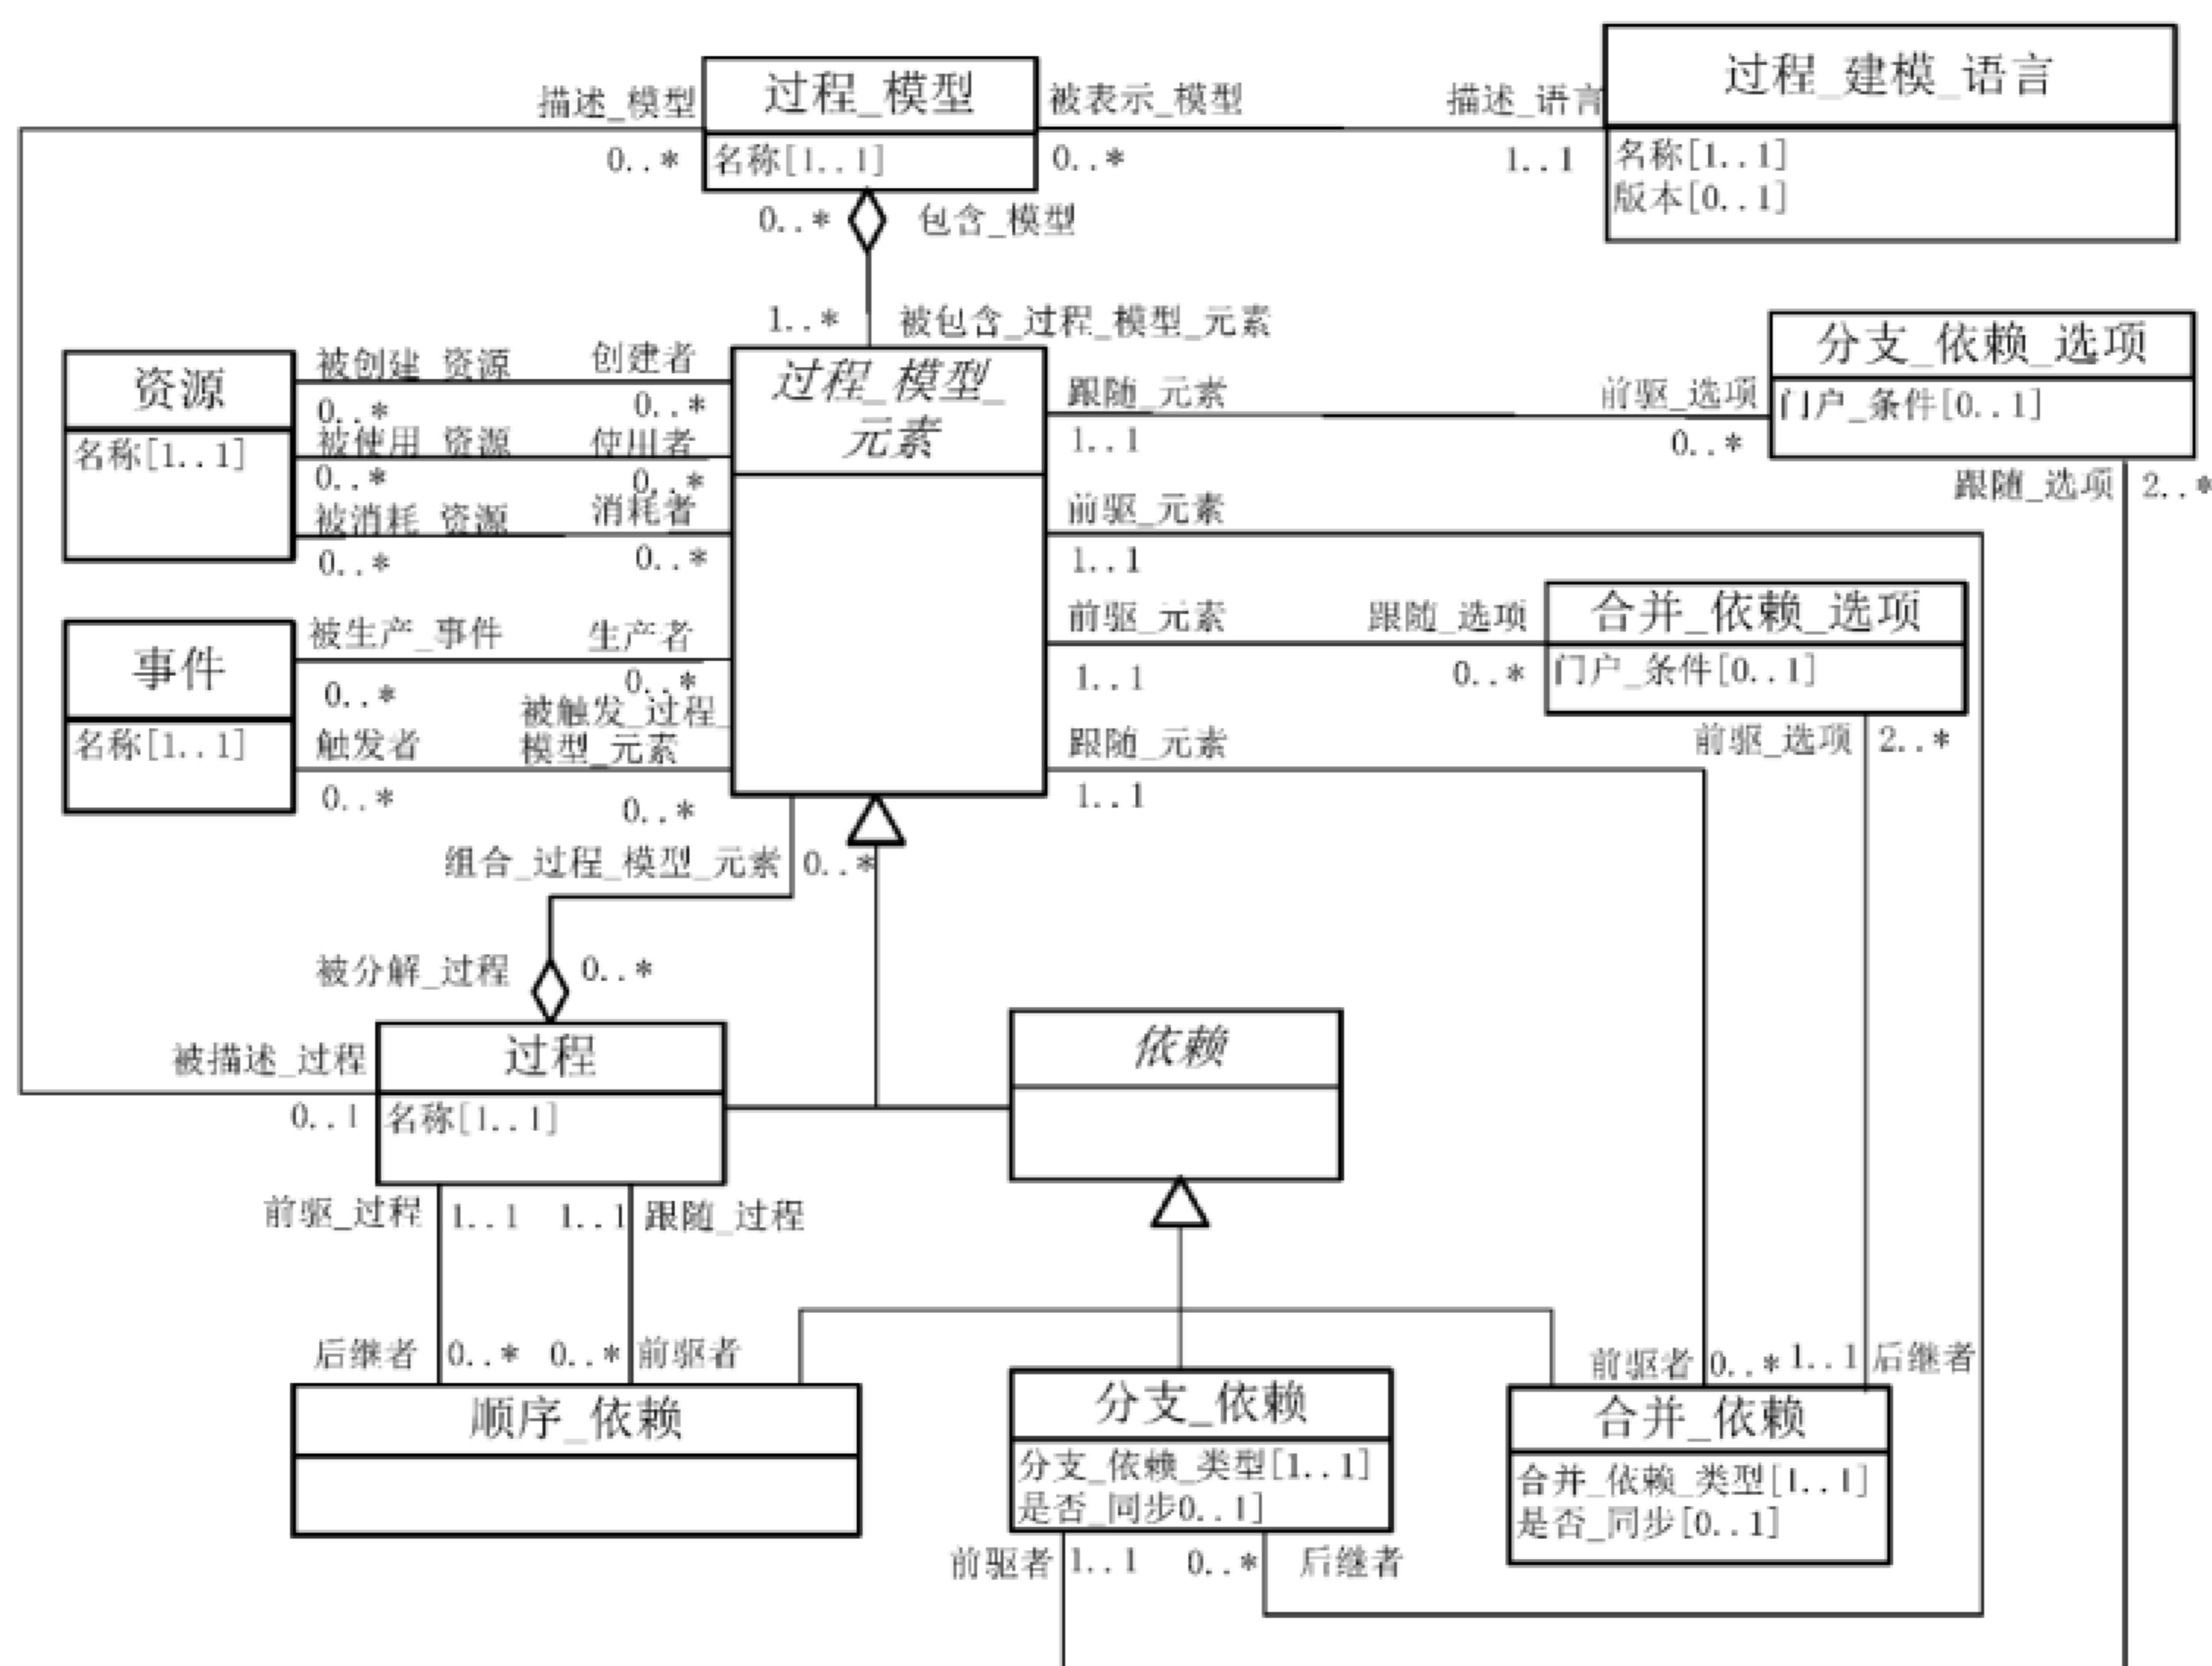 过程_模型
名称[1..1]
过程_建模_语言
名称[1..1]
版本[0..1]
描述_模型
0..*
被表示_模型
0..*
描述_语言
1..1
0..*
包含_模型
1..*
被包含_过程_模型_元素
资源
名称[1..1]
被创建_资源
创建者
0..*
0..*
被使用_资源
使用者
0..*
0..*
被消耗_资源
消耗者
0..*
0..*
过程_模型_
元素
跟随_元素
1..1
前驱_选项
0..*
分支_依赖_选项
门户_条件[0..1]
跟随_选项
2..*
前驱_元素
1..1
前驱_元素
1..1
跟随_选项
0..*
合并_依赖_选项
门户_条件[0..1]
前驱_选项
2..*
跟随_元素
1..1
事件
名称[1..1]
被生产_事件
生产者
0..*
0..*
触发者
被触发_过程_
模型_元素
0..*
0..*
组合_过程_模型_元素
0..*
被分解_过程
0..*
被描述_过程
0..1
过程
名称[1..1]
依赖
前驱_过程
1..1
1..1
跟随_过程
后继者
0..*
0..*
前驱者
顺序_依赖
分支_依赖
分支_依赖_类型[1..1]
是否_同步0..1]
前驱者
1..1
0..*
后继者
前驱者
0..*
1..1
后继者
合并_依赖
合并_依赖_类型[1..1]
是否_同步[0..1]